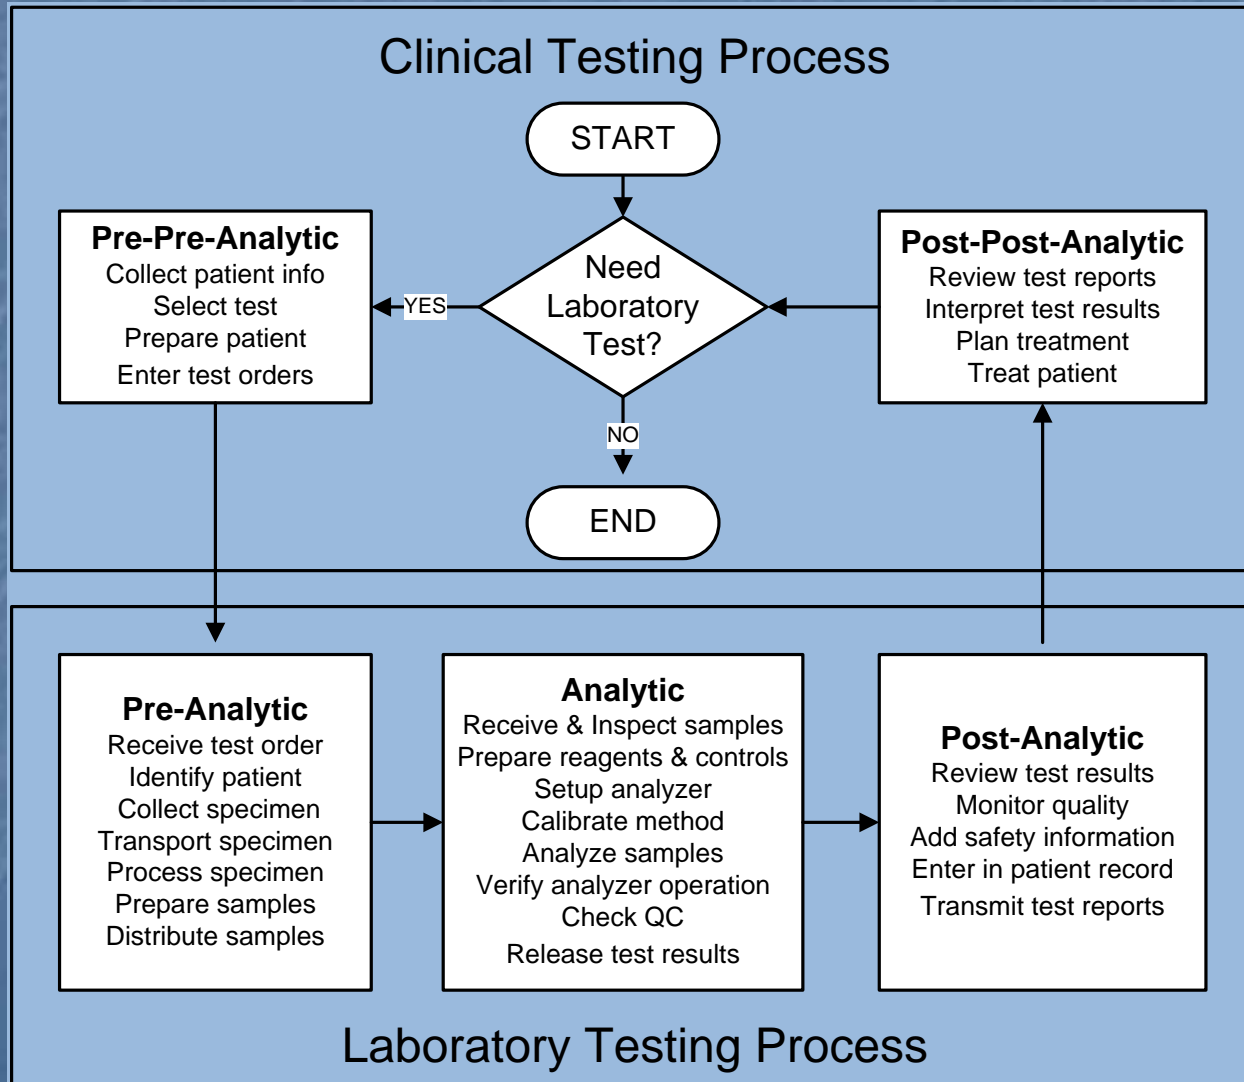 Clinical Testing Process
START
Need
Laboratory
Test?
YES
NO
END
Pre-Pre-Analytic
Collect patient info
Select test
Prepare patient
Enter test orders
Post-Post-Analytic
Review test reports
Interpret test results
Plan treatment
Treat patient
Pre-Analytic
Receive test order
Identify patient
Collect specimen
Transport specimen
Process specimen
Prepare samples
Distribute samples
Analytic
Receive & Inspect samples
Prepare reagents & controls
Setup analyzer
Calibrate method
Analyze samples
Verify analyzer operation
Check QC
Release test results
Post-Analytic
Review test results
Monitor quality
Add safety information
Enter in patient record
Transmit test reports
Laboratory Testing Process